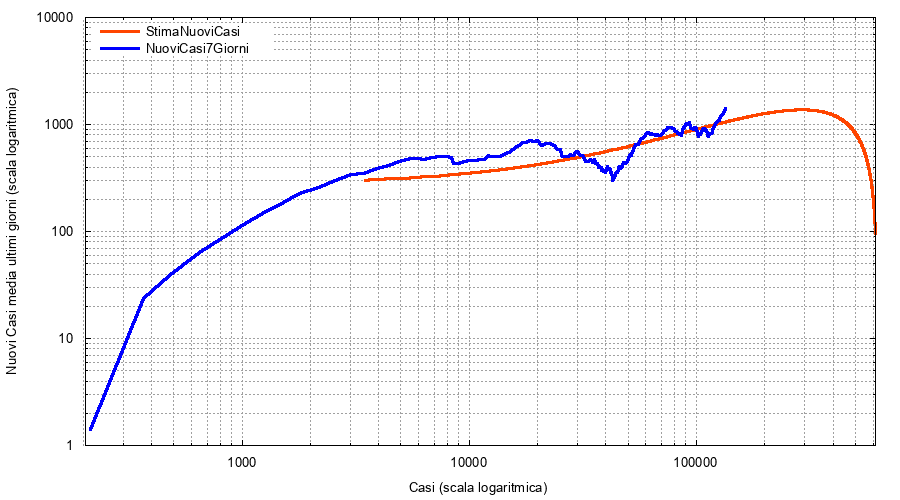 10000
StimaNuoviCasi
NuoviCasi7Giorni
1000
100
10
1
Nuovi Casi media ultimi giorni (scala logaritmica)
1000
10000
100000
Casi (scala logaritmica)